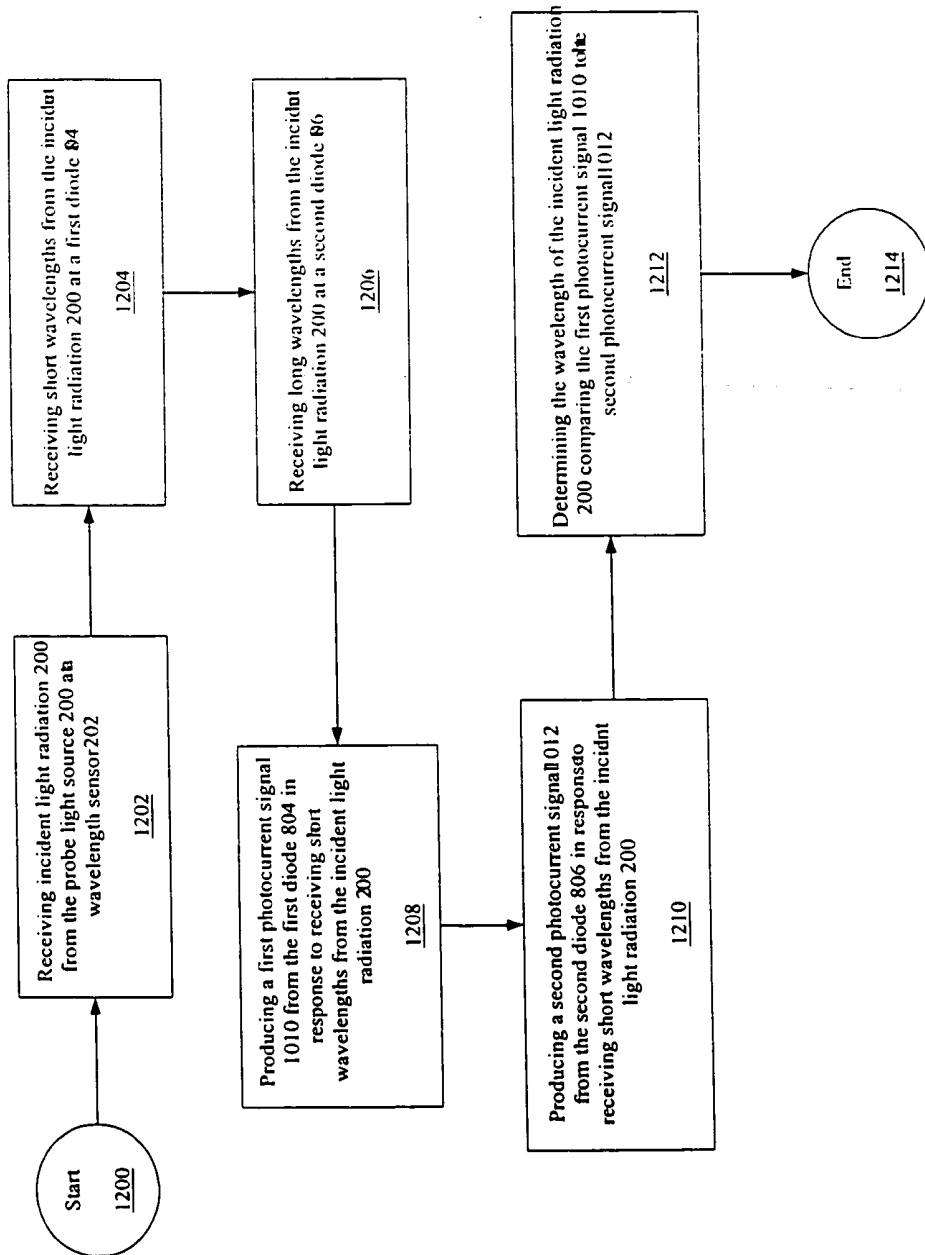 Start
1200
Receiving incident light radiation 200
from the probe light source 200 at a
wavelength sensor 202
1202
Receiving short wavelengths from the incident
light radiation 200 at a first diode 804
1204
Receiving long wavelengths from the incident
light radiation 200 at a second diode 806
1206
Producing a first photocurrent signal
1010 from the first diode 804 in
response to receiving short
wavelengths from the incident light
radiation 200
1208
Producing a second photocurrent signal 1012
from the second diode 806 in response to
receiving short wavelengths from the incident
light radiation 200
1210
Determining the wavelength of the incident light radiation
200 comparing the first photocurrent signal 1010 to the
second photocurrent signal 1012
1212
End
1214